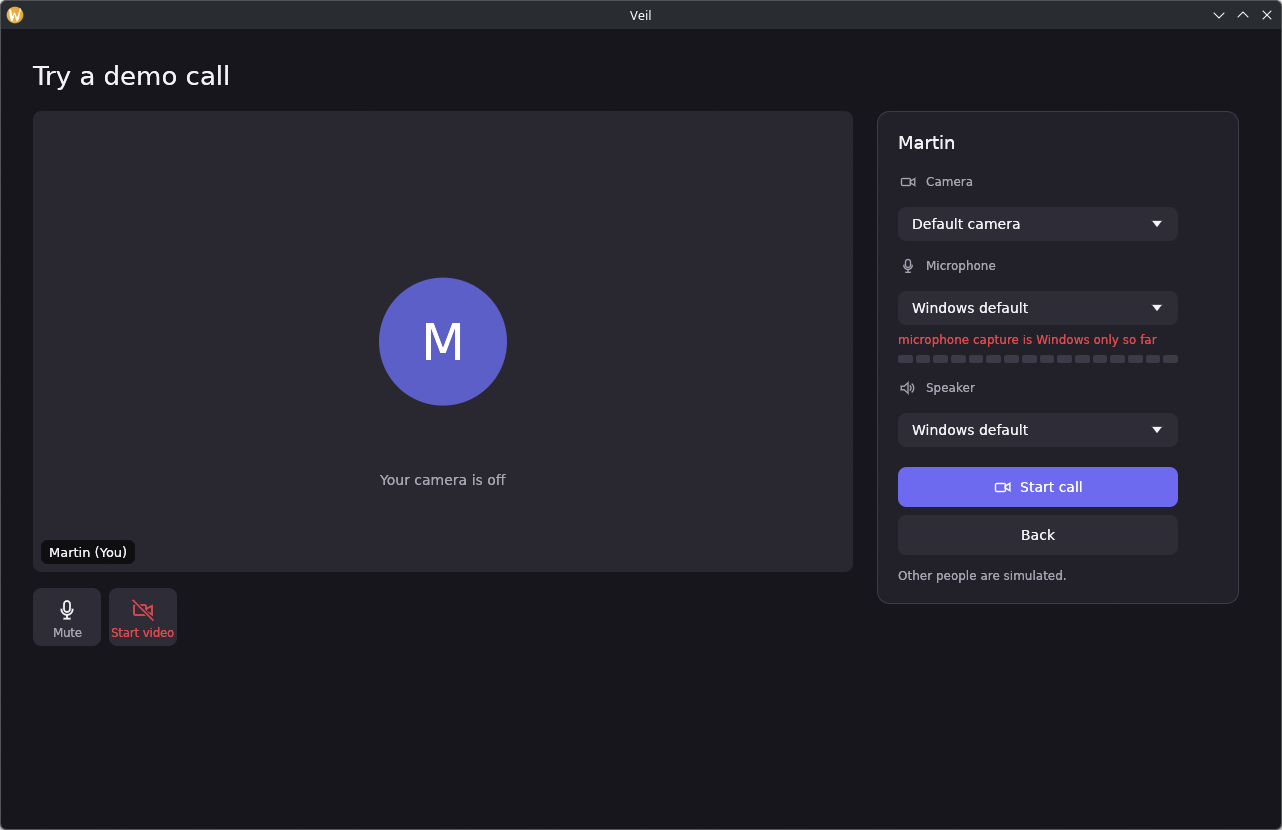 Veil
Try a demo call
M
Your camera is off
Martin (You)
Mute
Start video
Martin
Camera
Default camera
Microphone
Windows default
microphone capture is Windows only so far
Speaker
Windows default
Start call
Back
Other people are simulated.